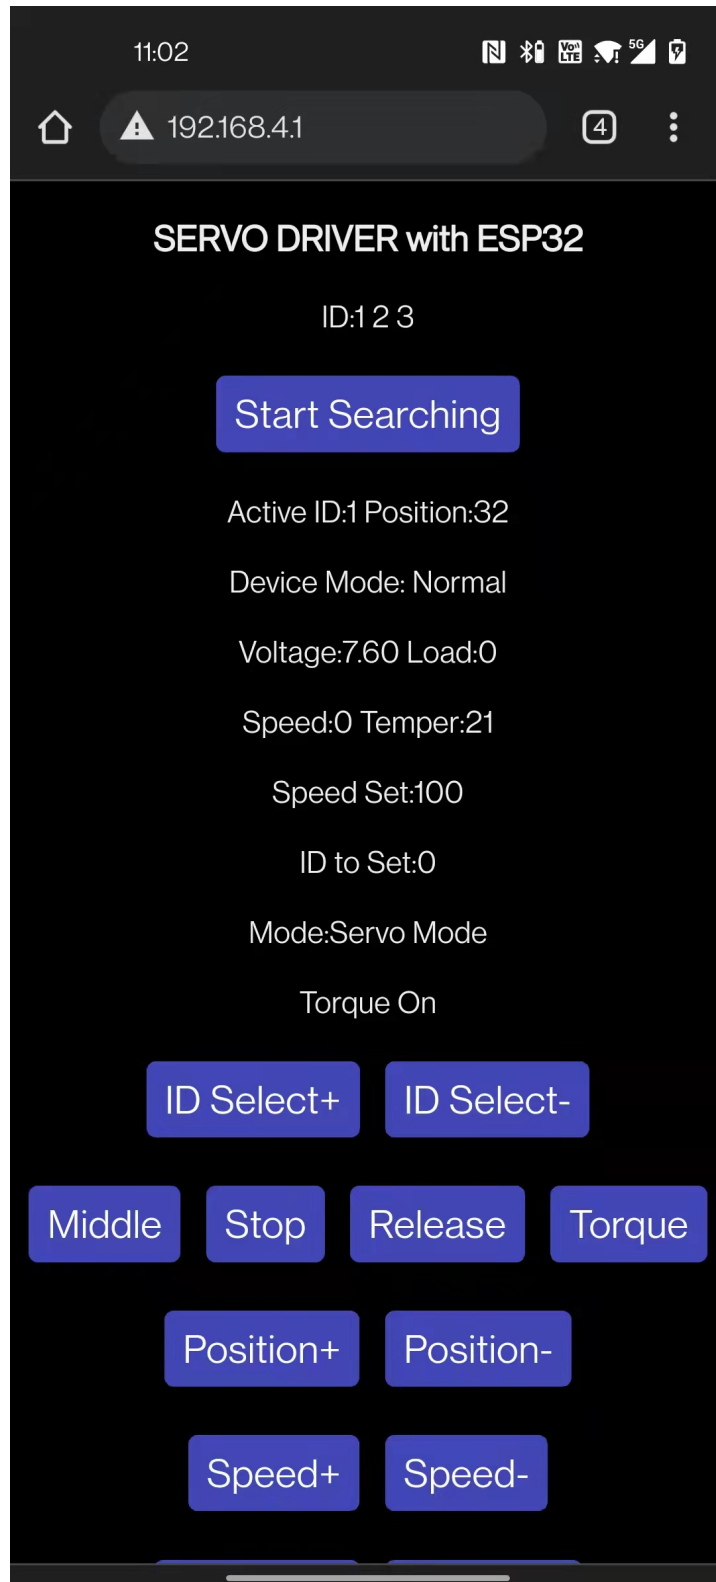 11:02
5G
Vo)) LTE
192.168.4.1
4
SERVO DRIVER with ESP32
ID:1 2 3
Start Searching
Active ID:1 Position:32
Device Mode: Normal
Voltage:7.60 Load:0
Speed:0 Temper:21
Speed Set:100
ID to Set:0
Mode:Servo Mode
Torque On
ID Select+ ID Select-
Middle Stop Release Torque
Position+ Position-
Speed+ Speed-